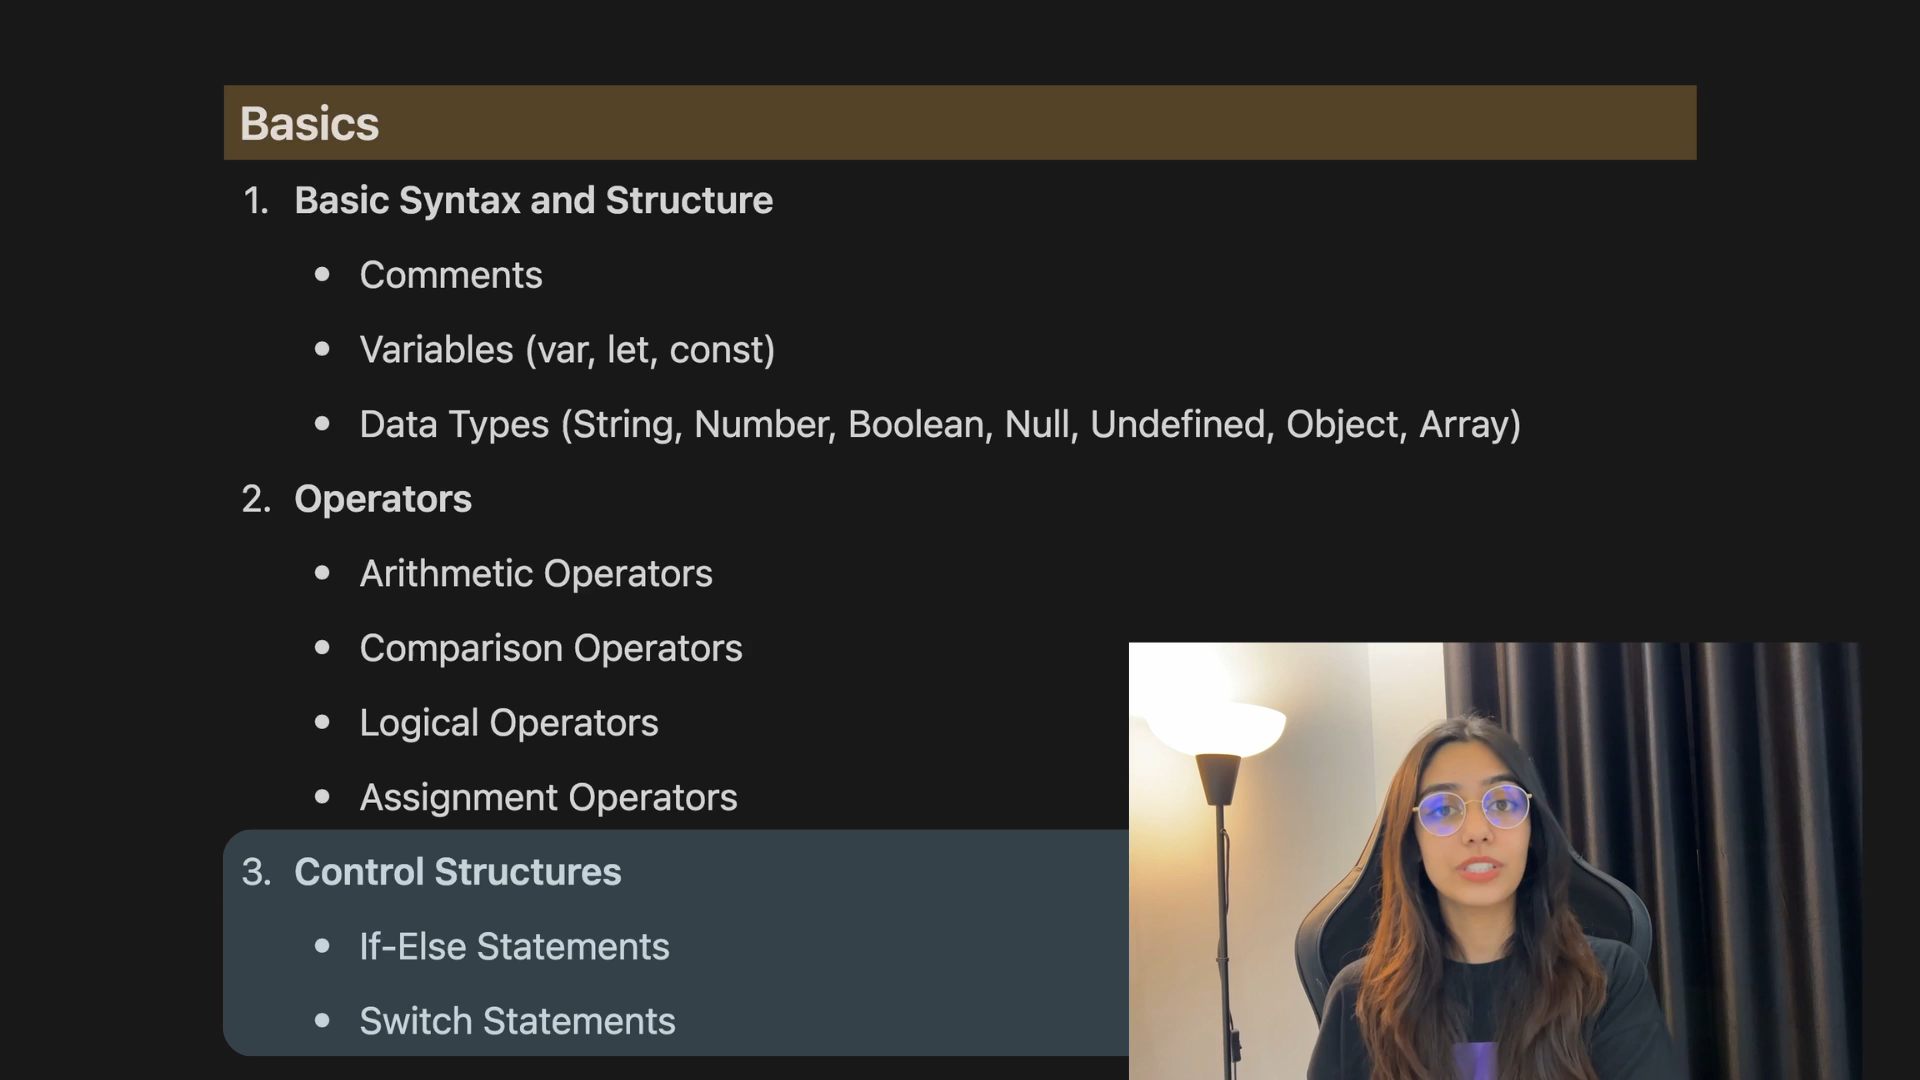 Basics
1. Basic Syntax and Structure
• Comments
• Variables (var, let, const)
• Data Types (String, Number, Boolean, Null, Undefined, Object, Array)
2. Operators
• Arithmetic Operators
• Comparison Operators
• Logical Operators
• Assignment Operators
3. Control Structures
• If-Else Statements
• Switch Statements